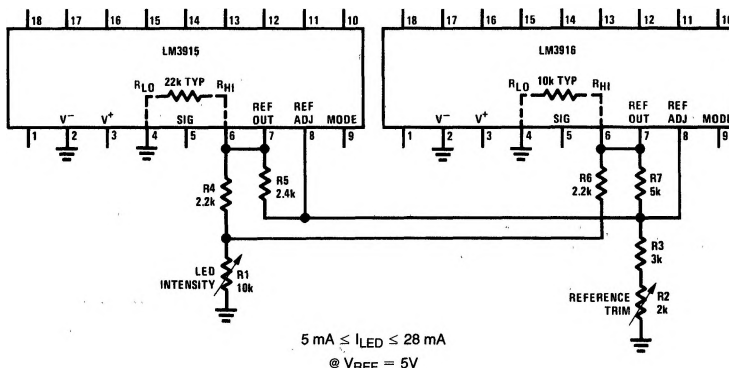 18 17 16 15 14 13 12 11 10
LM3915
22k TYP
RLO
RHI
V− V+ SIG REF OUT REF ADJ MODE
1 2 3 4 5 6 7 8 9
18 17 16 15 14 13 12 11 10
LM3916
10k TYP
RLO
RHI
V− V+ SIG REF OUT REF ADJ MODE
1 2 3 4 5 6 7 8 9
R4
2.2k
R5
2.4k
R6
2.2k
R7
5k
LED
INTENSITY
R1
10k
R3
3k
REFERENCE
TRIM
R2
2k
5 mA ≤ ILED ≤ 28 mA
@ VREF = 5V